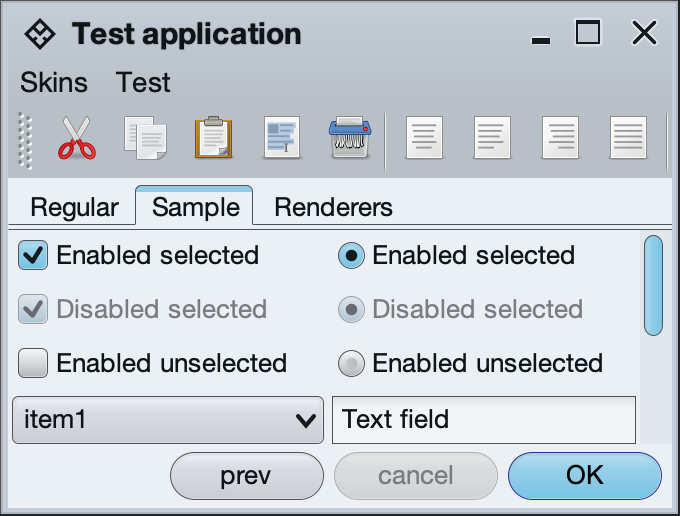 Test application
Skins Test
Regular Sample Renderers
Enabled selected Enabled selected
Disabled selected Disabled selected
Enabled unselected Enabled unselected
item1 Text field
prev cancel OK